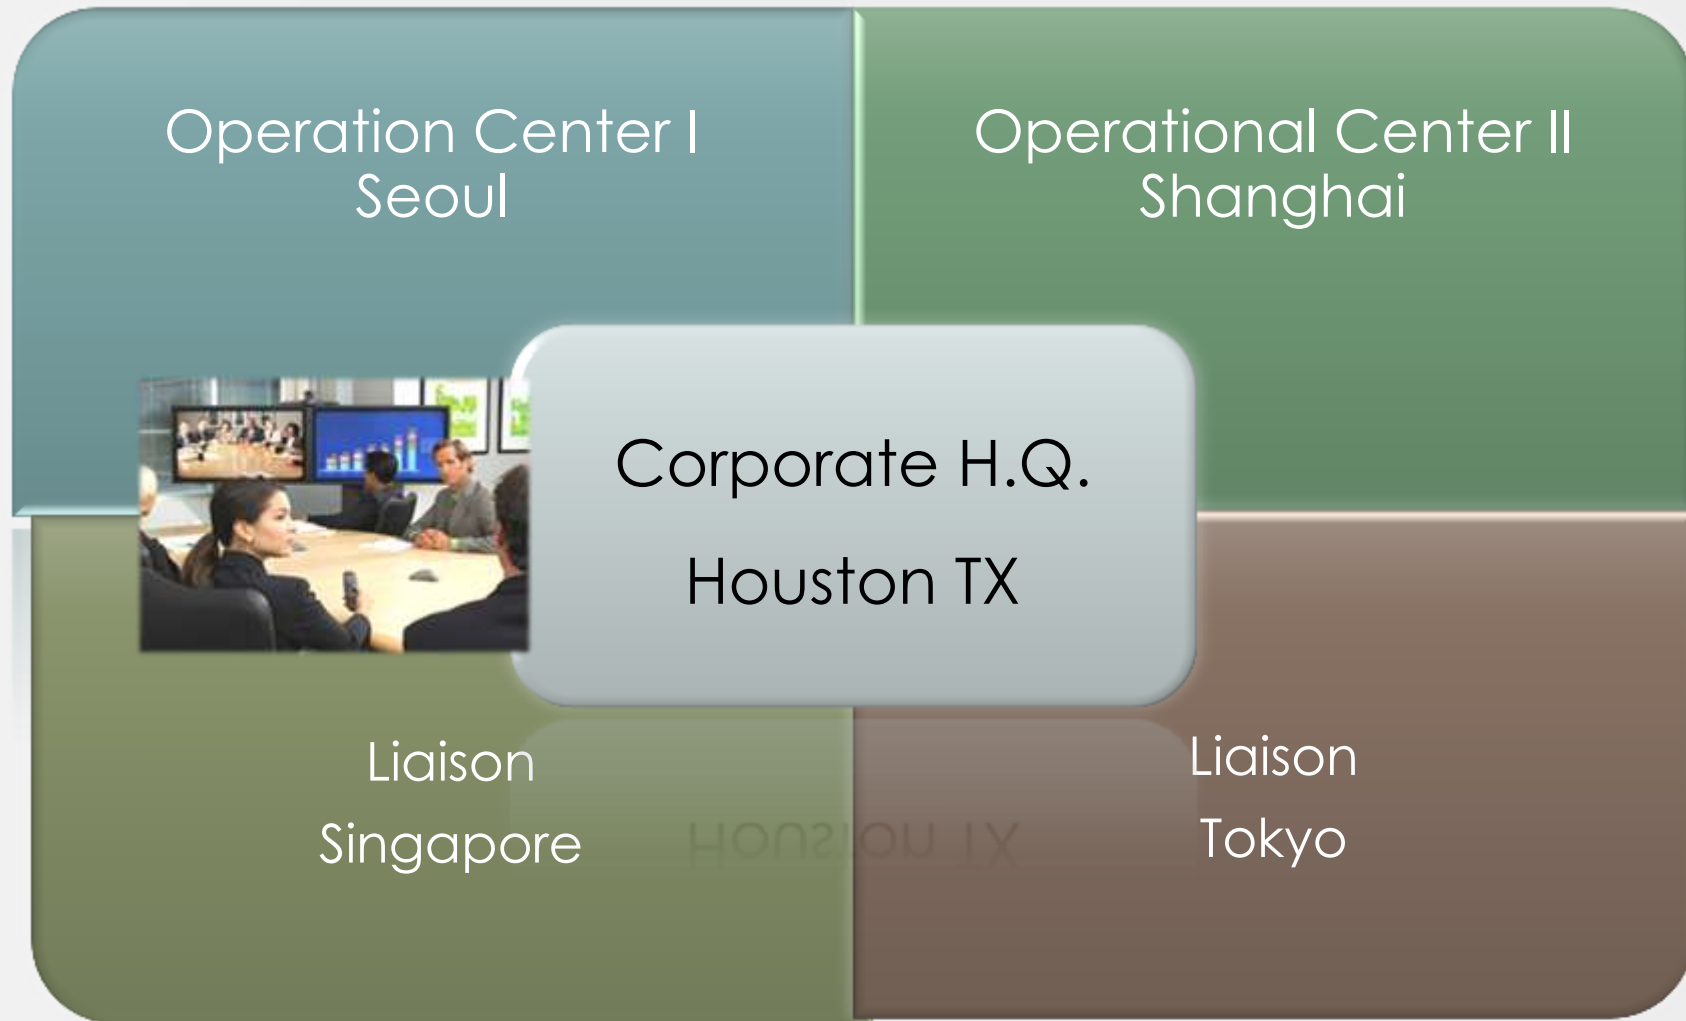 Operation Center I
Seoul
Operational Center II
Shanghai
Corporate H.Q.
Houston TX
Liaison
Singapore
Liaison
Tokyo